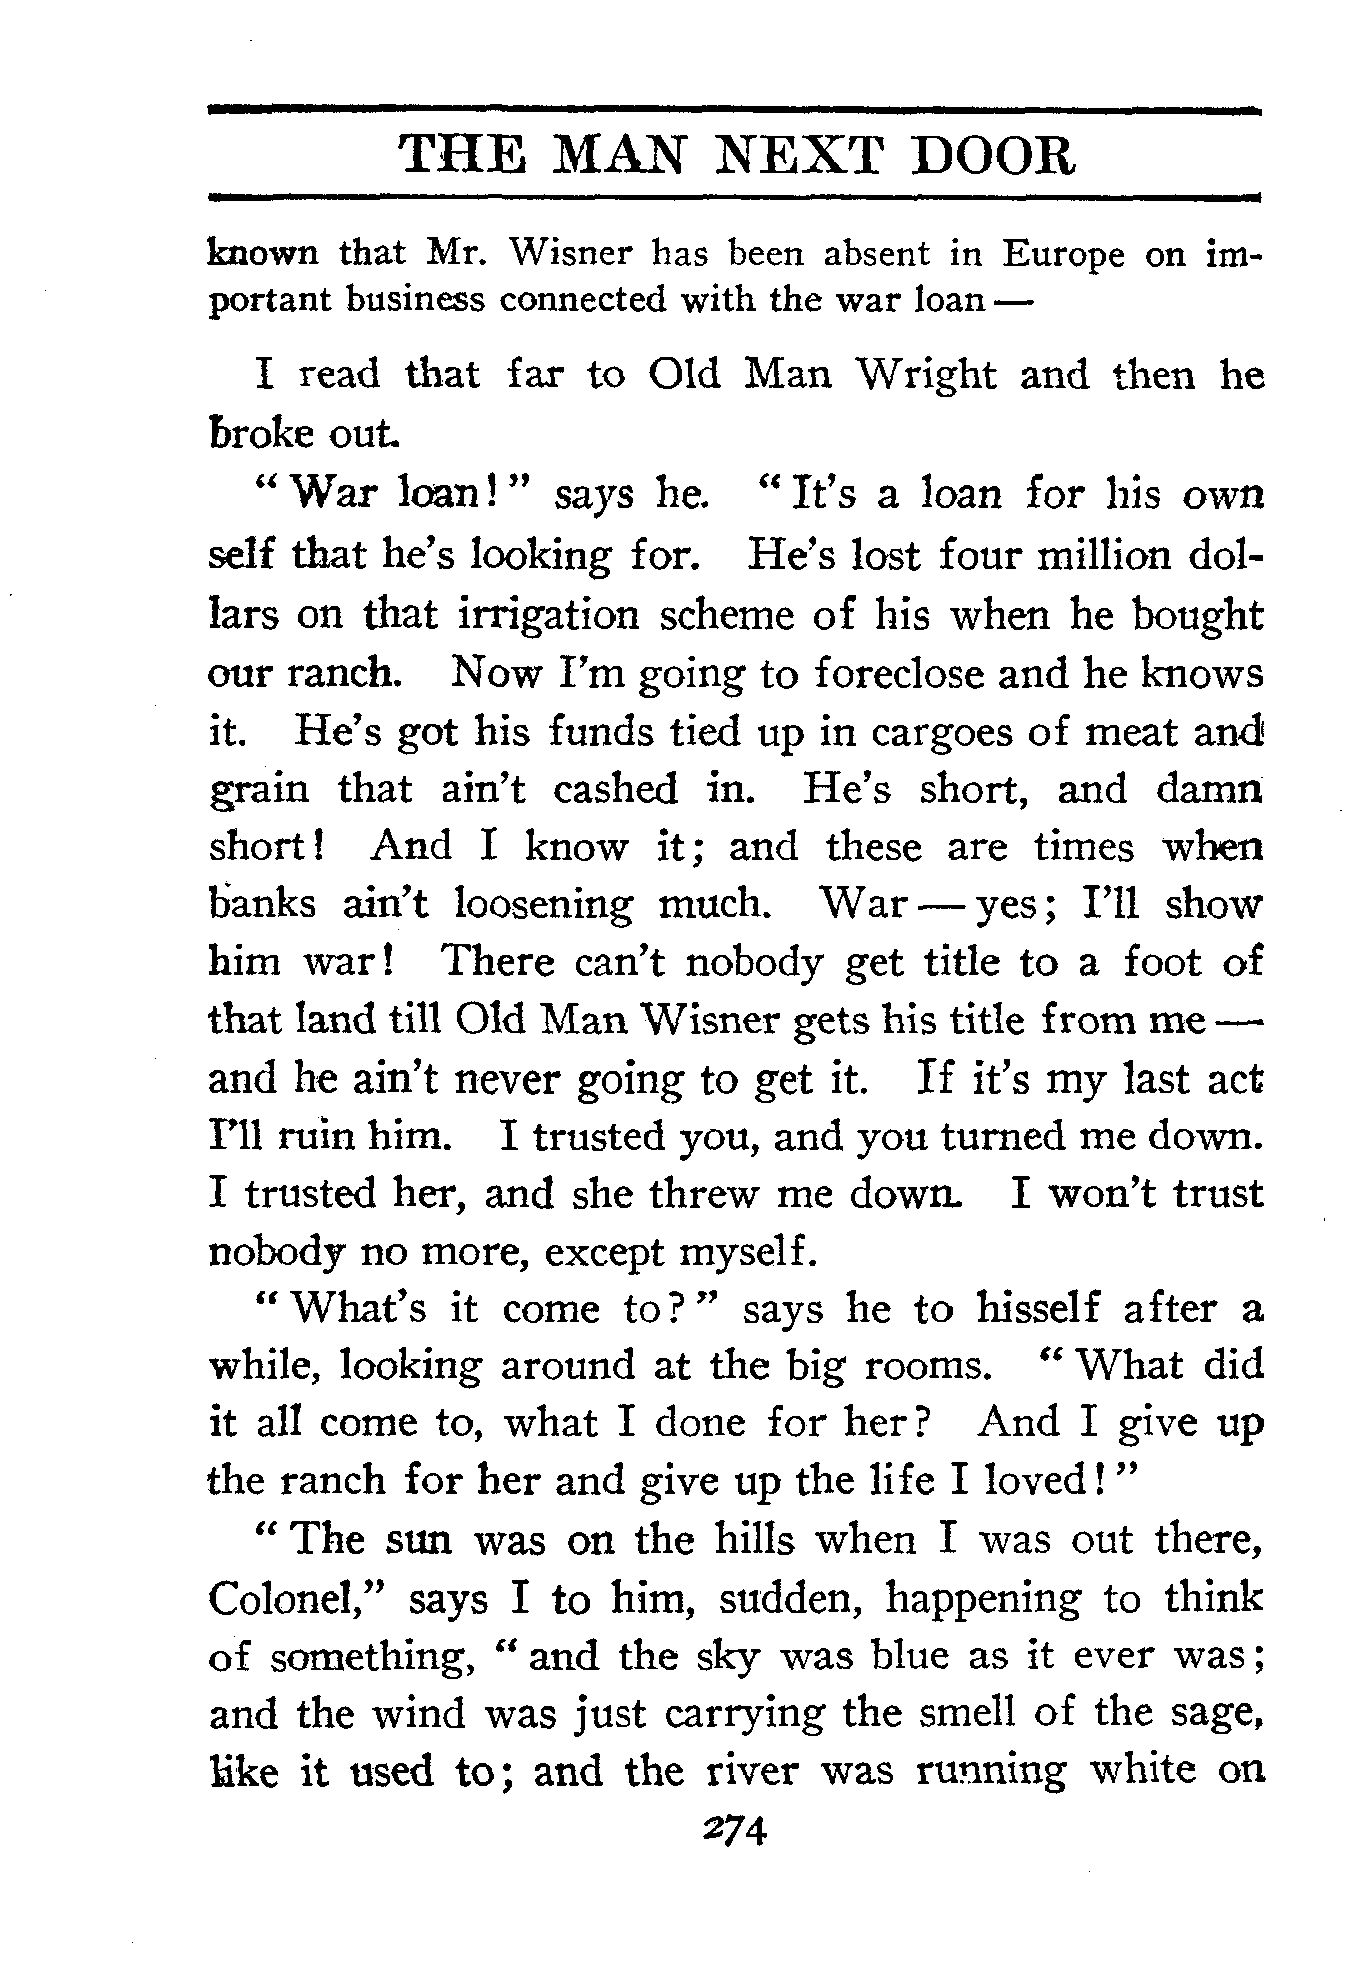 THE MAN NEXT DOOR
known that Mr. Wisner has been absent in Europe on im-
portant business connected with the war loan —
I read that far to Old Man Wright and then he
broke out.
“ War loan! ” says he. “ It's a loan for his own
self that he's looking for. He's lost four million dol-
lars on that irrigation scheme of his when he bought
our ranch. Now I'm going to foreclose and he knows
it. He's got his funds tied up in cargoes of meat and
grain that ain't cashed in. He's short, and damn
short! And I know it; and these are times when
banks ain't loosening much. War — yes; I'll show
him war! There can't nobody get title to a foot of
that land till Old Man Wisner gets his title from me —
and he ain't never going to get it. If it's my last act
I'll ruin him. I trusted you, and you turned me down.
I trusted her, and she threw me down. I won't trust
nobody no more, except myself.
“ What's it come to? ” says he to hisself after a
while, looking around at the big rooms. “ What did
it all come to, what I done for her? And I give up
the ranch for her and give up the life I loved! ”
“ The sun was on the hills when I was out there,
Colonel,” says I to him, sudden, happening to think
of something, “ and the sky was blue as it ever was;
and the wind was just carrying the smell of the sage,
like it used to; and the river was running white on
274